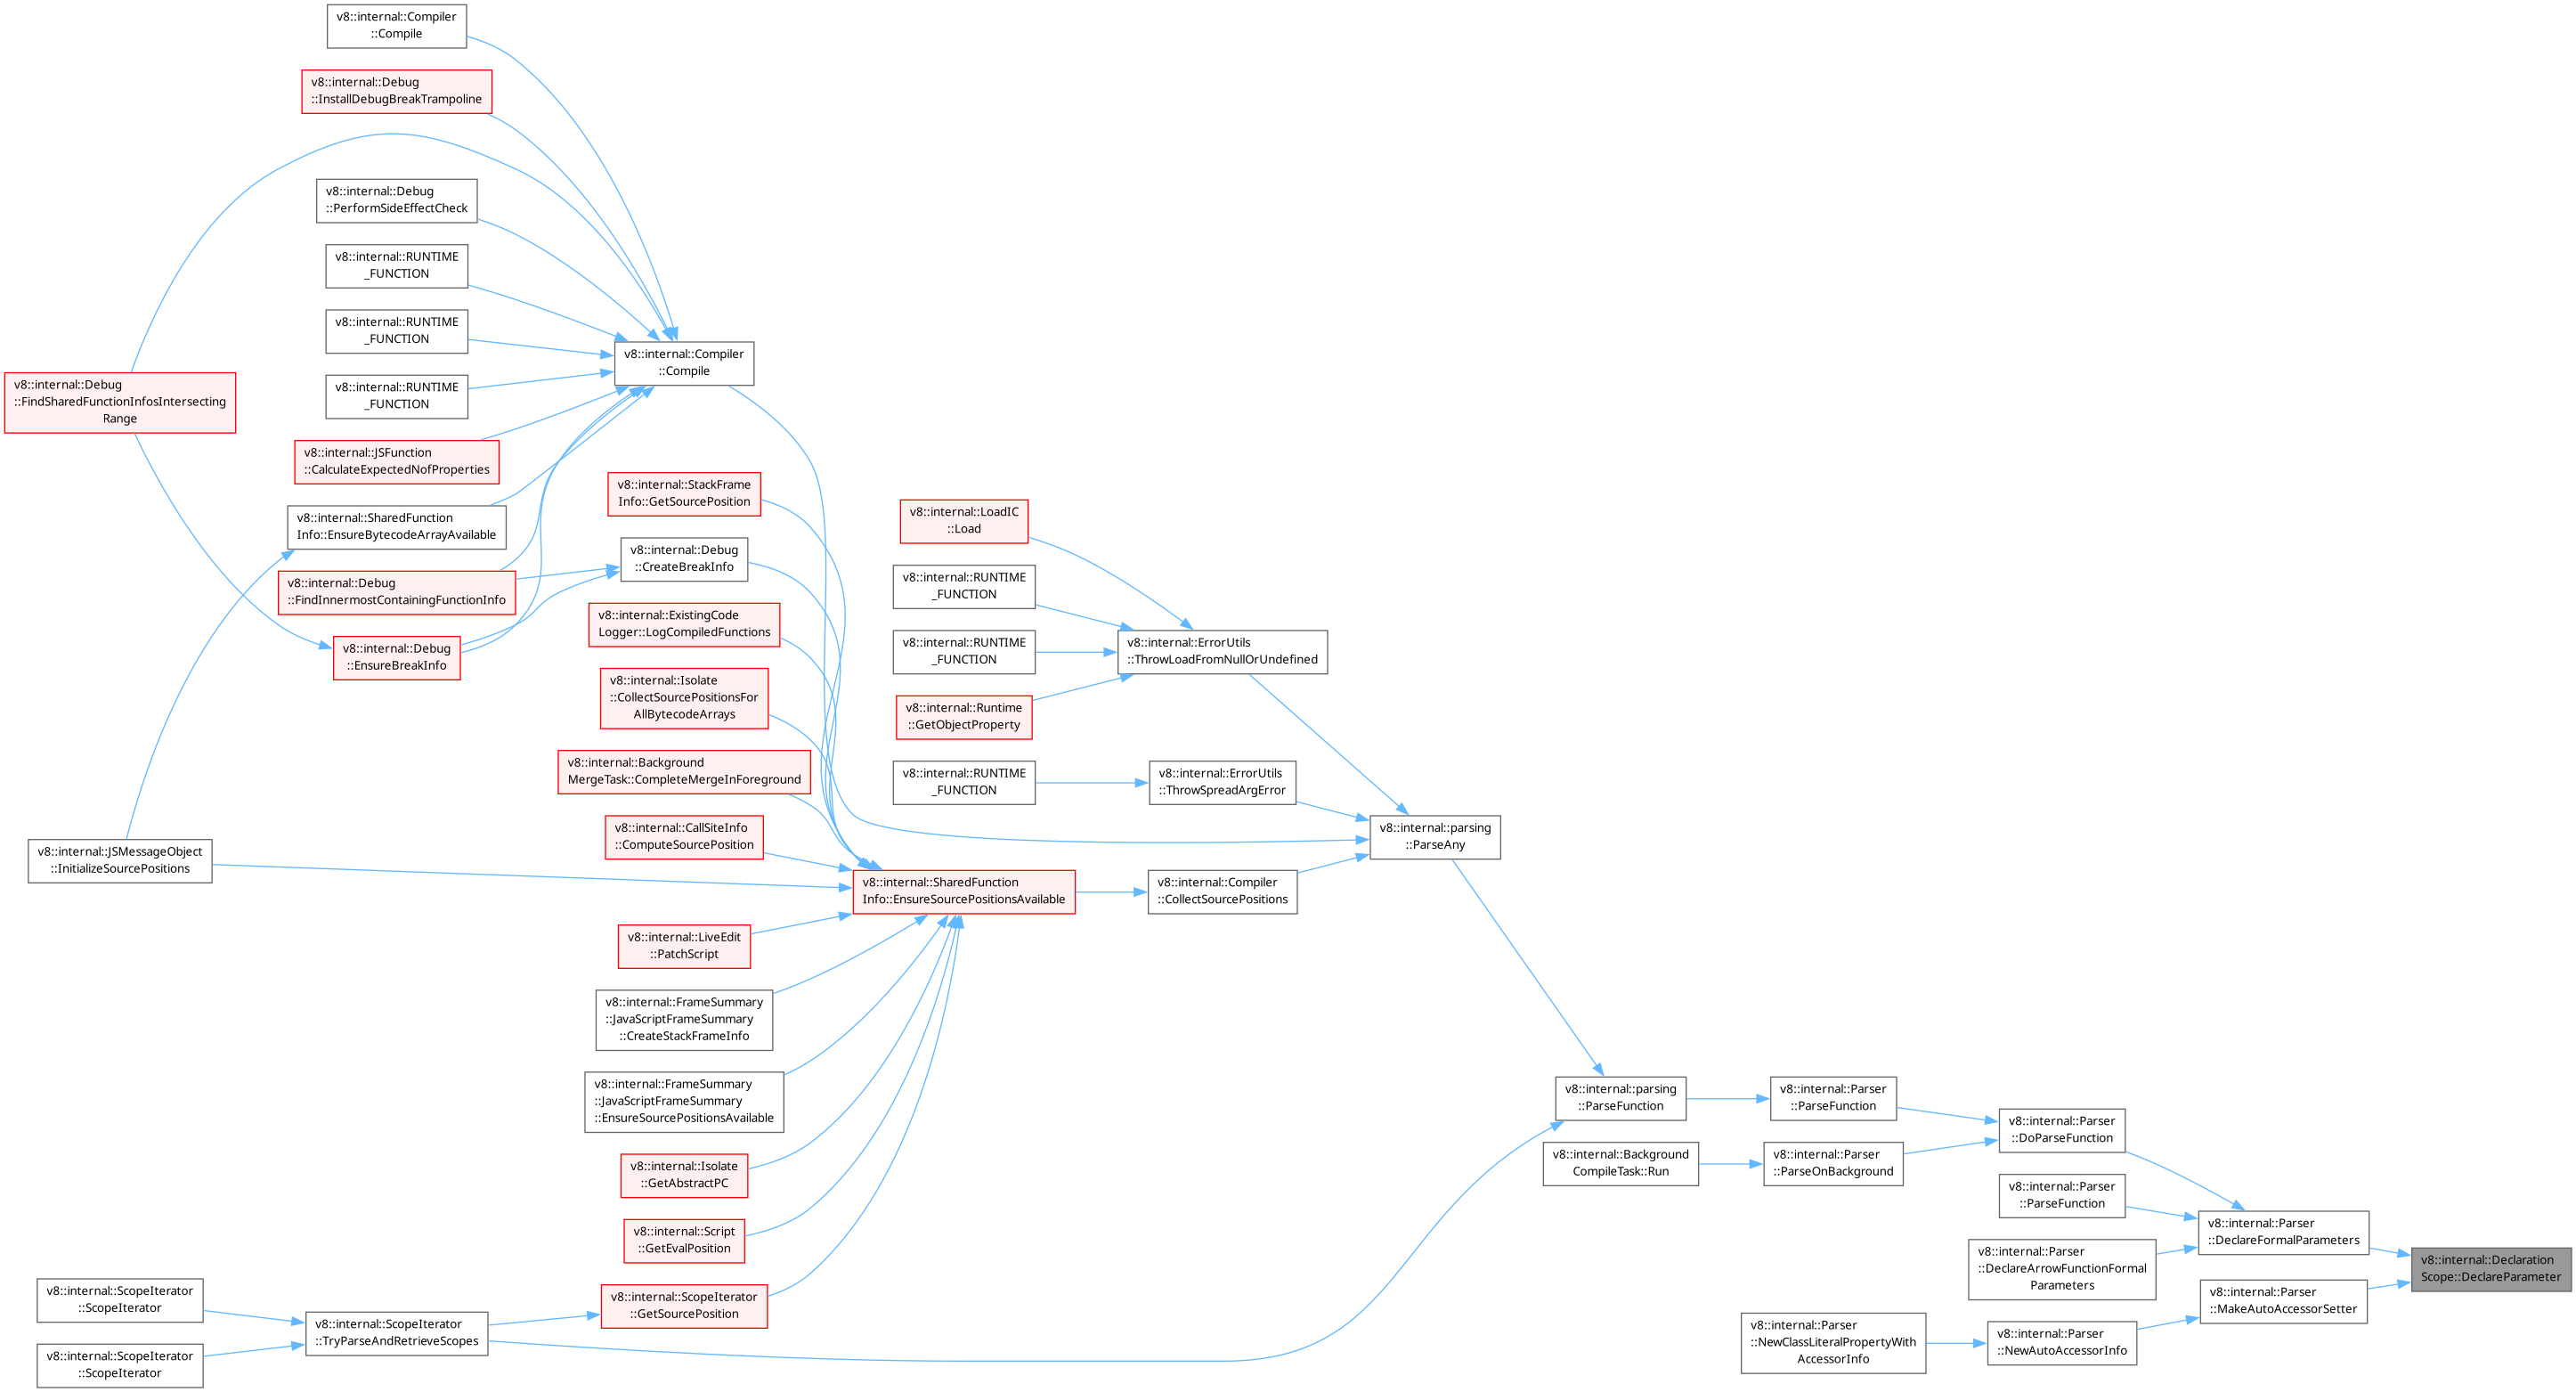 v8::internal::Compiler
::Compile
v8::internal::Debug
::InstallDebugBreakTrampoline
v8::internal::Debug
::PerformSideEffectCheck
v8::internal::RUNTIME
_FUNCTION
v8::internal::RUNTIME
_FUNCTION
v8::internal::RUNTIME
_FUNCTION
v8::internal::Compiler
::Compile
v8::internal::Debug
::FindSharedFunctionInfosIntersecting
Range
v8::internal::JSFunction
::CalculateExpectedNofProperties
v8::internal::SharedFunction
Info::EnsureBytecodeArrayAvailable
v8::internal::Debug
::FindInnermostContainingFunctionInfo
v8::internal::Debug
::EnsureBreakInfo
v8::internal::StackFrame
Info::GetSourcePosition
v8::internal::Debug
::CreateBreakInfo
v8::internal::ExistingCode
Logger::LogCompiledFunctions
v8::internal::Isolate
::CollectSourcePositionsFor
AllBytecodeArrays
v8::internal::Background
MergeTask::CompleteMergeInForeground
v8::internal::CallSiteInfo
::ComputeSourcePosition
v8::internal::JSMessageObject
::InitializeSourcePositions
v8::internal::LiveEdit
::PatchScript
v8::internal::FrameSummary
::JavaScriptFrameSummary
::CreateStackFrameInfo
v8::internal::FrameSummary
::JavaScriptFrameSummary
::EnsureSourcePositionsAvailable
v8::internal::Isolate
::GetAbstractPC
v8::internal::Script
::GetEvalPosition
v8::internal::ScopeIterator
::GetSourcePosition
v8::internal::ScopeIterator
::ScopeIterator
v8::internal::ScopeIterator
::ScopeIterator
v8::internal::ScopeIterator
::TryParseAndRetrieveScopes
v8::internal::LoadIC
::Load
v8::internal::RUNTIME
_FUNCTION
v8::internal::RUNTIME
_FUNCTION
v8::internal::Runtime
::GetObjectProperty
v8::internal::RUNTIME
_FUNCTION
v8::internal::SharedFunction
Info::EnsureSourcePositionsAvailable
v8::internal::ErrorUtils
::ThrowLoadFromNullOrUndefined
v8::internal::ErrorUtils
::ThrowSpreadArgError
v8::internal::Compiler
::CollectSourcePositions
v8::internal::parsing
::ParseAny
v8::internal::parsing
::ParseFunction
v8::internal::Background
CompileTask::Run
v8::internal::Parser
::ParseFunction
v8::internal::Parser
::ParseOnBackground
v8::internal::Parser
::NewClassLiteralPropertyWith
AccessorInfo
v8::internal::Parser
::DoParseFunction
v8::internal::Parser
::ParseFunction
v8::internal::Parser
::DeclareArrowFunctionFormal
Parameters
v8::internal::Parser
::NewAutoAccessorInfo
v8::internal::Parser
::DeclareFormalParameters
v8::internal::Parser
::MakeAutoAccessorSetter
v8::internal::Declaration
Scope::DeclareParameter